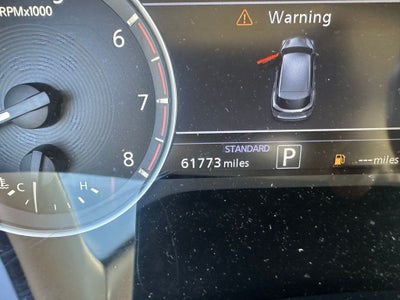 RPMx1000
Warning
6
7
8
C H
STANDARD
61773 miles P ---miles